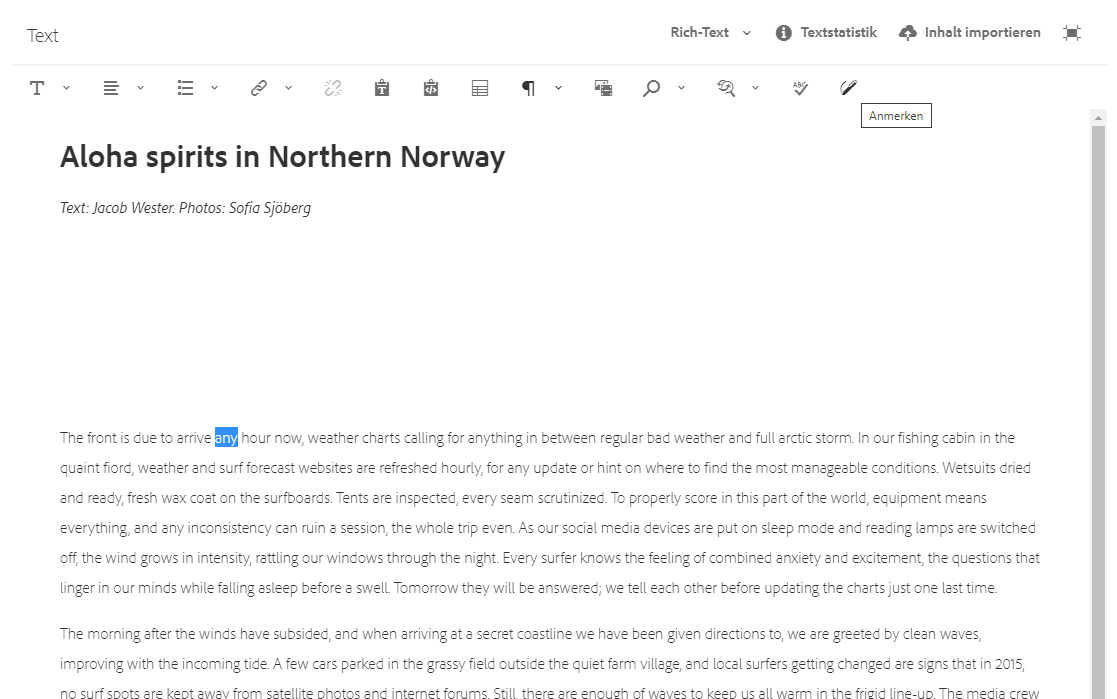 Text
Rich-Text
Textstatistik
Inhalt importieren
Anmerken
Aloha spirits in Northern Norway
Text: Jacob Wester. Photos: Sofia Sjöberg
The front is due to arrive any hour now, weather charts calling for anything in between regular bad weather and full arctic storm. In our fishing cabin in the
quaint fiord, weather and surf forecast websites are refreshed hourly, for any update or hint on where to find the most manageable conditions. Wetsuits dried
and ready, fresh wax coat on the surfboards. Tents are inspected, every seam scrutinized. To properly score in this part of the world, equipment means
everything, and any inconsistency can ruin a session, the whole trip even. As our social media devices are put on sleep mode and reading lamps are switched
off, the wind grows in intensity, rattling our windows through the night. Every surfer knows the feeling of combined anxiety and excitement, the questions that
linger in our minds while falling asleep before a swell. Tomorrow they will be answered; we tell each other before updating the charts just one last time.
The morning after the winds have subsided, and when arriving at a secret coastline we have been given directions to, we are greeted by clean waves,
improving with the incoming tide. A few cars parked in the grassy field outside the quiet farm village, and local surfers getting changed are signs that in 2015,
no surf spots are kept away from satellite photos and internet forums. Still, there are enough of waves to keep us all warm in the frigid line-up. The media crew